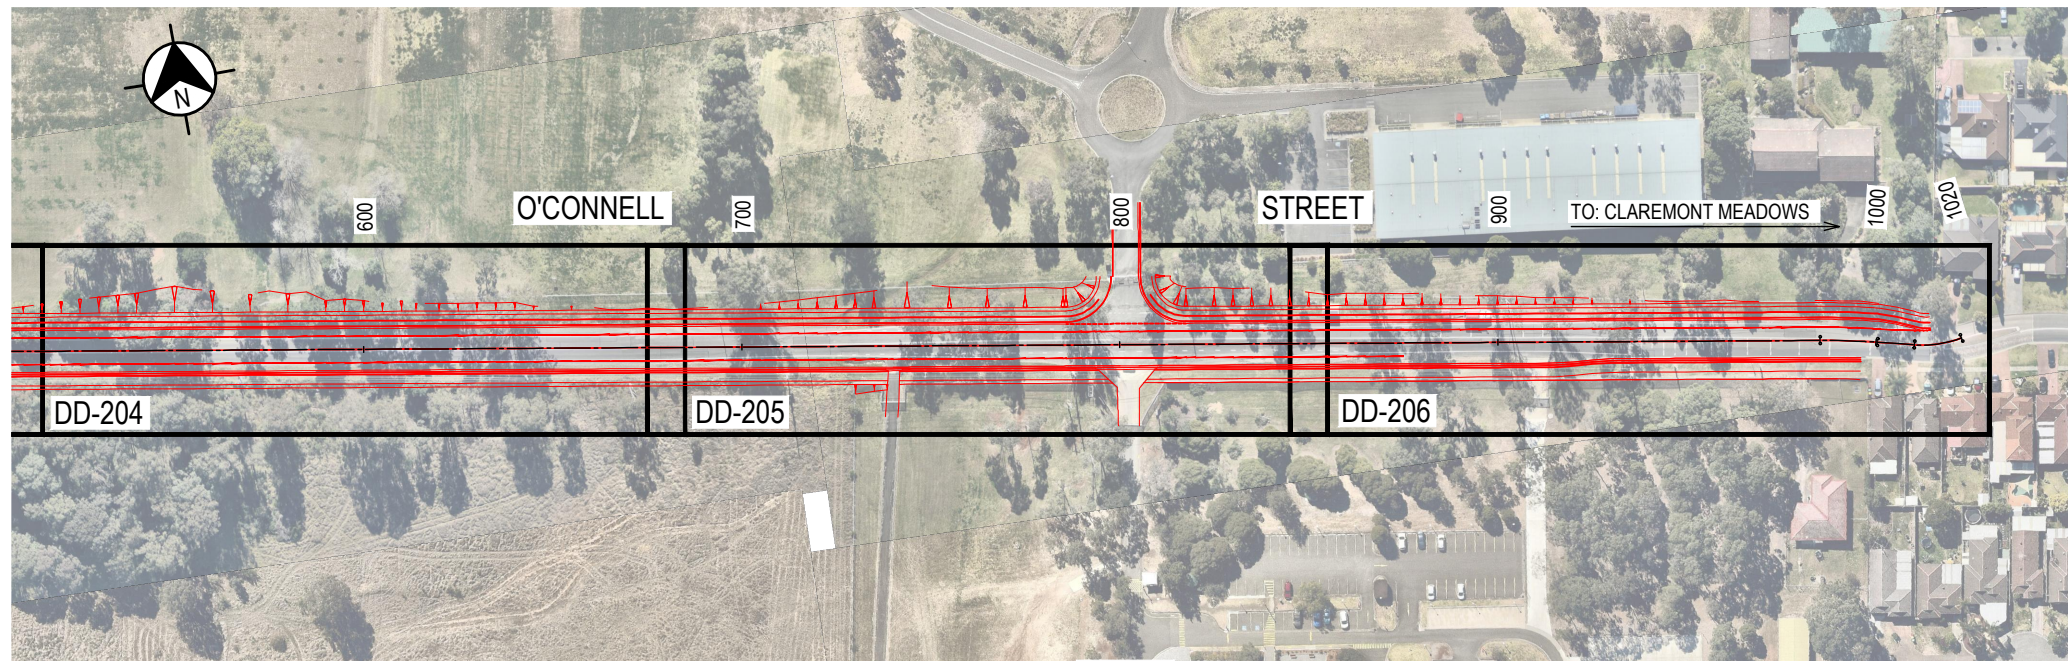 N
O'CONNELL
STREET
600
700
800
900
TO: CLAREMONT MEADOWS
1000
1020
DD-204
DD-205
DD-206